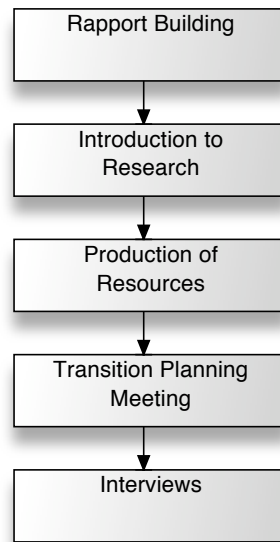 Rapport Building
Introduction to
Research
Production of
Resources
Transition Planning
Meeting
Interviews